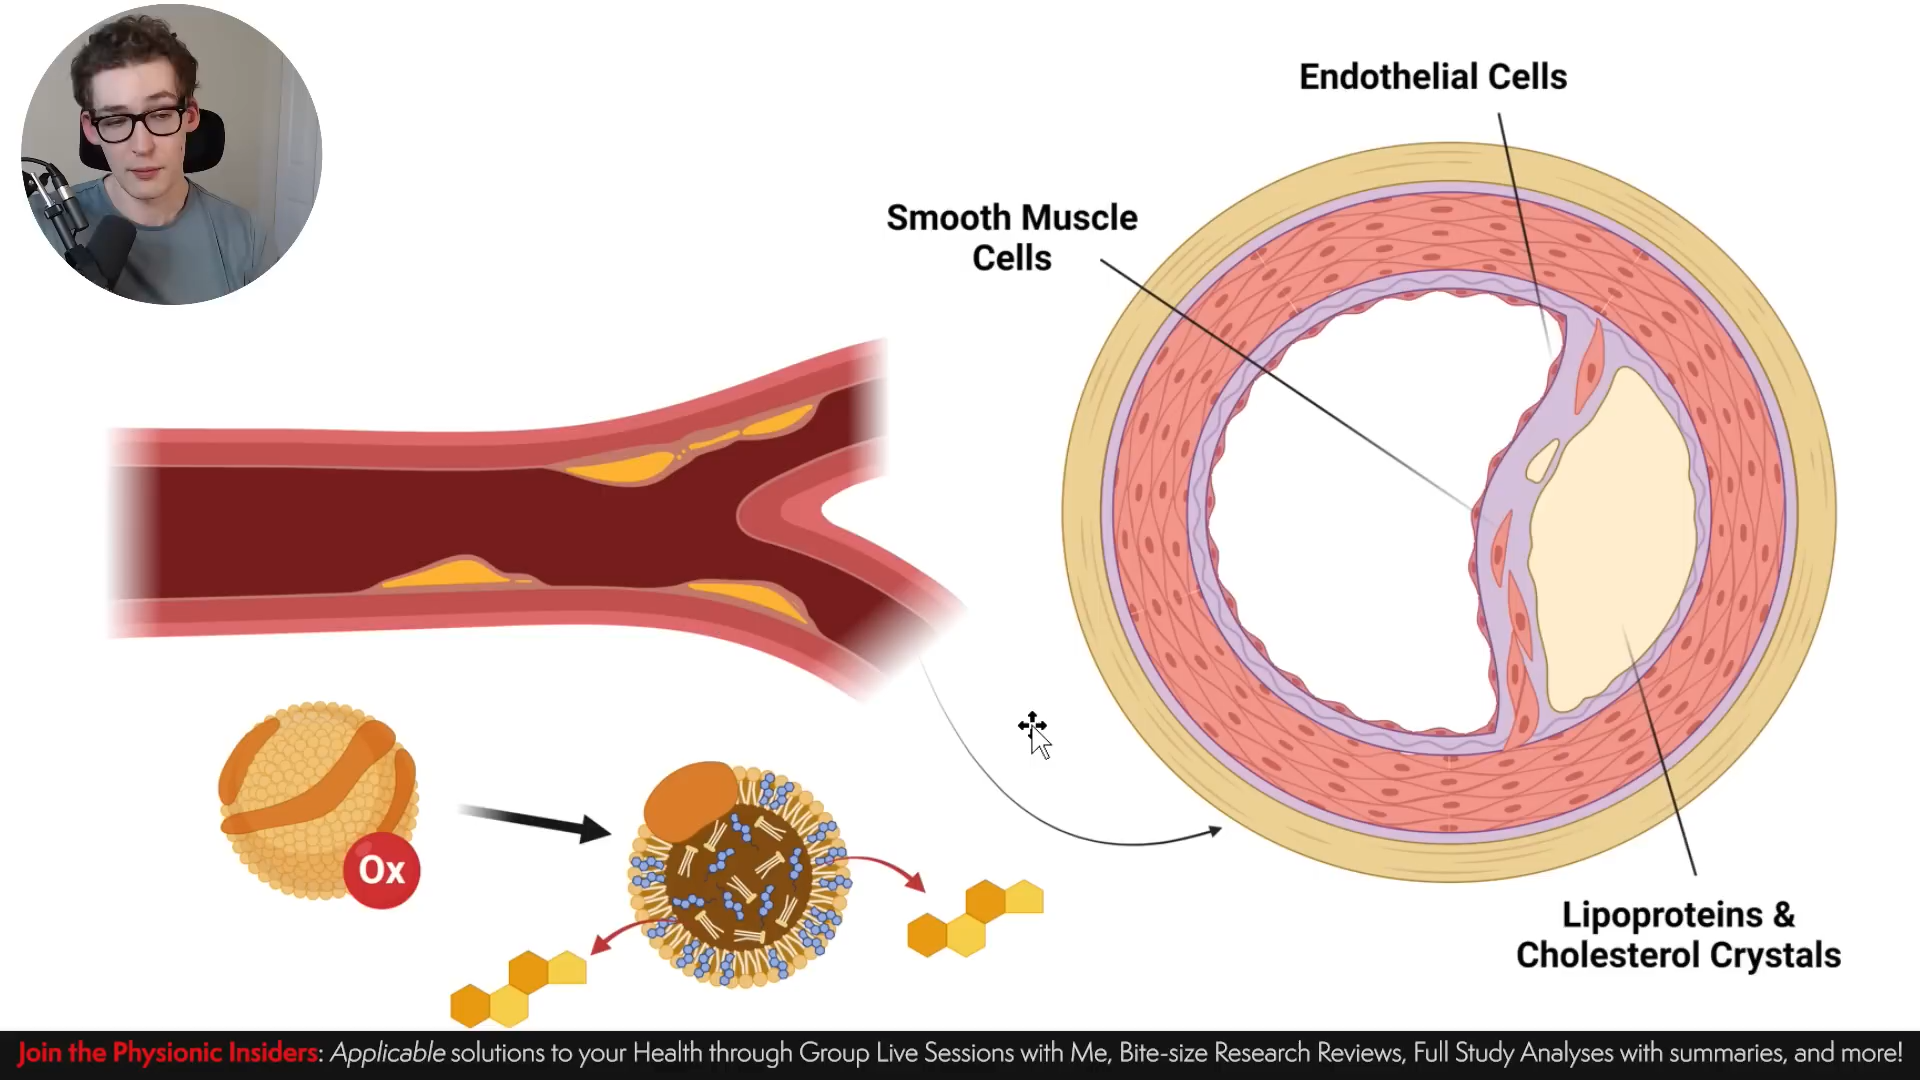 Endothelial Cells
Smooth Muscle
Cells
Ox
Lipoproteins &
Cholesterol Crystals
Join the Physionic Insiders: Applicable solutions to your Health through Group Live Sessions with Me, Bite-size Research Reviews, Full Study Analyses with summaries, and more!